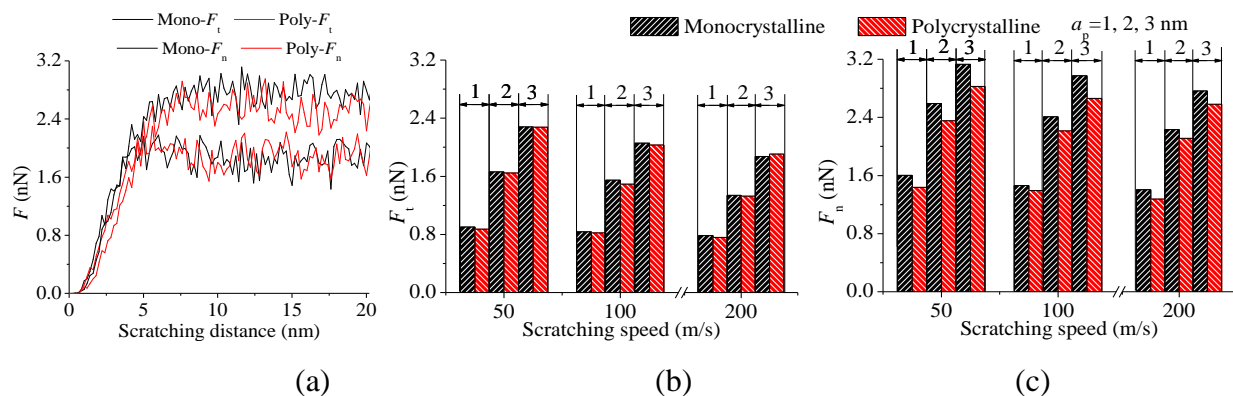 Mono-Ft Poly-Ft
Mono-Fn Poly-Fn
F (nN)
3.2
2.4
1.6
0.8
0.0
0 5 10 15 20
Scratching distance (nm)
(a)
Monocrystalline Polycrystalline ap=1, 2, 3 nm
Ft (nN)
3.2
2.4
1.6
0.8
0.0
1 2 3 1 2 3 1 2 3
50 100 200
Scratching speed (m/s)
(b)
Fn (nN)
3.2
2.4
1.6
0.8
0.0
1 2 3 1 2 3 1 2 3
50 100 200
Scratching speed (m/s)
(c)